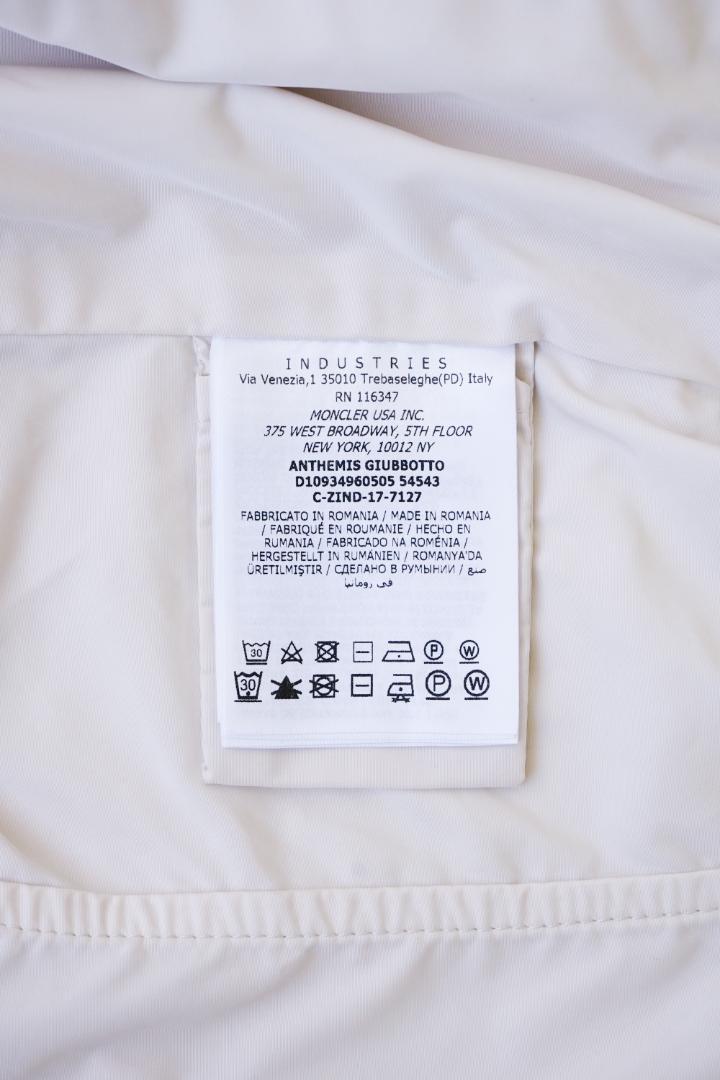 INDUSTRIES
Via Venezia,1 35010 Trebaseleghe(PD) Italy
RN 116347
MONCLER USA INC.
375 WEST BROADWAY, 5TH FLOOR
NEW YORK, 10012 NY
ANTHEMIS GIUBBOTTO
D10934960505 54543
C-ZIND-17-7127
FABBRICATO IN ROMANIA / MADE IN ROMANIA
/ FABRIQUÉ EN ROUMANIE / HECHO EN
RUMANIA / FABRICADO NA ROMÉNIA /
HERGESTELLT IN RUMÄNIEN / ROMANYA'DA
ÜRETILMIŞTIR / СДЕЛАНО В РУМЫНИИ / صنع
في رومانيا
30 P W
30 P W